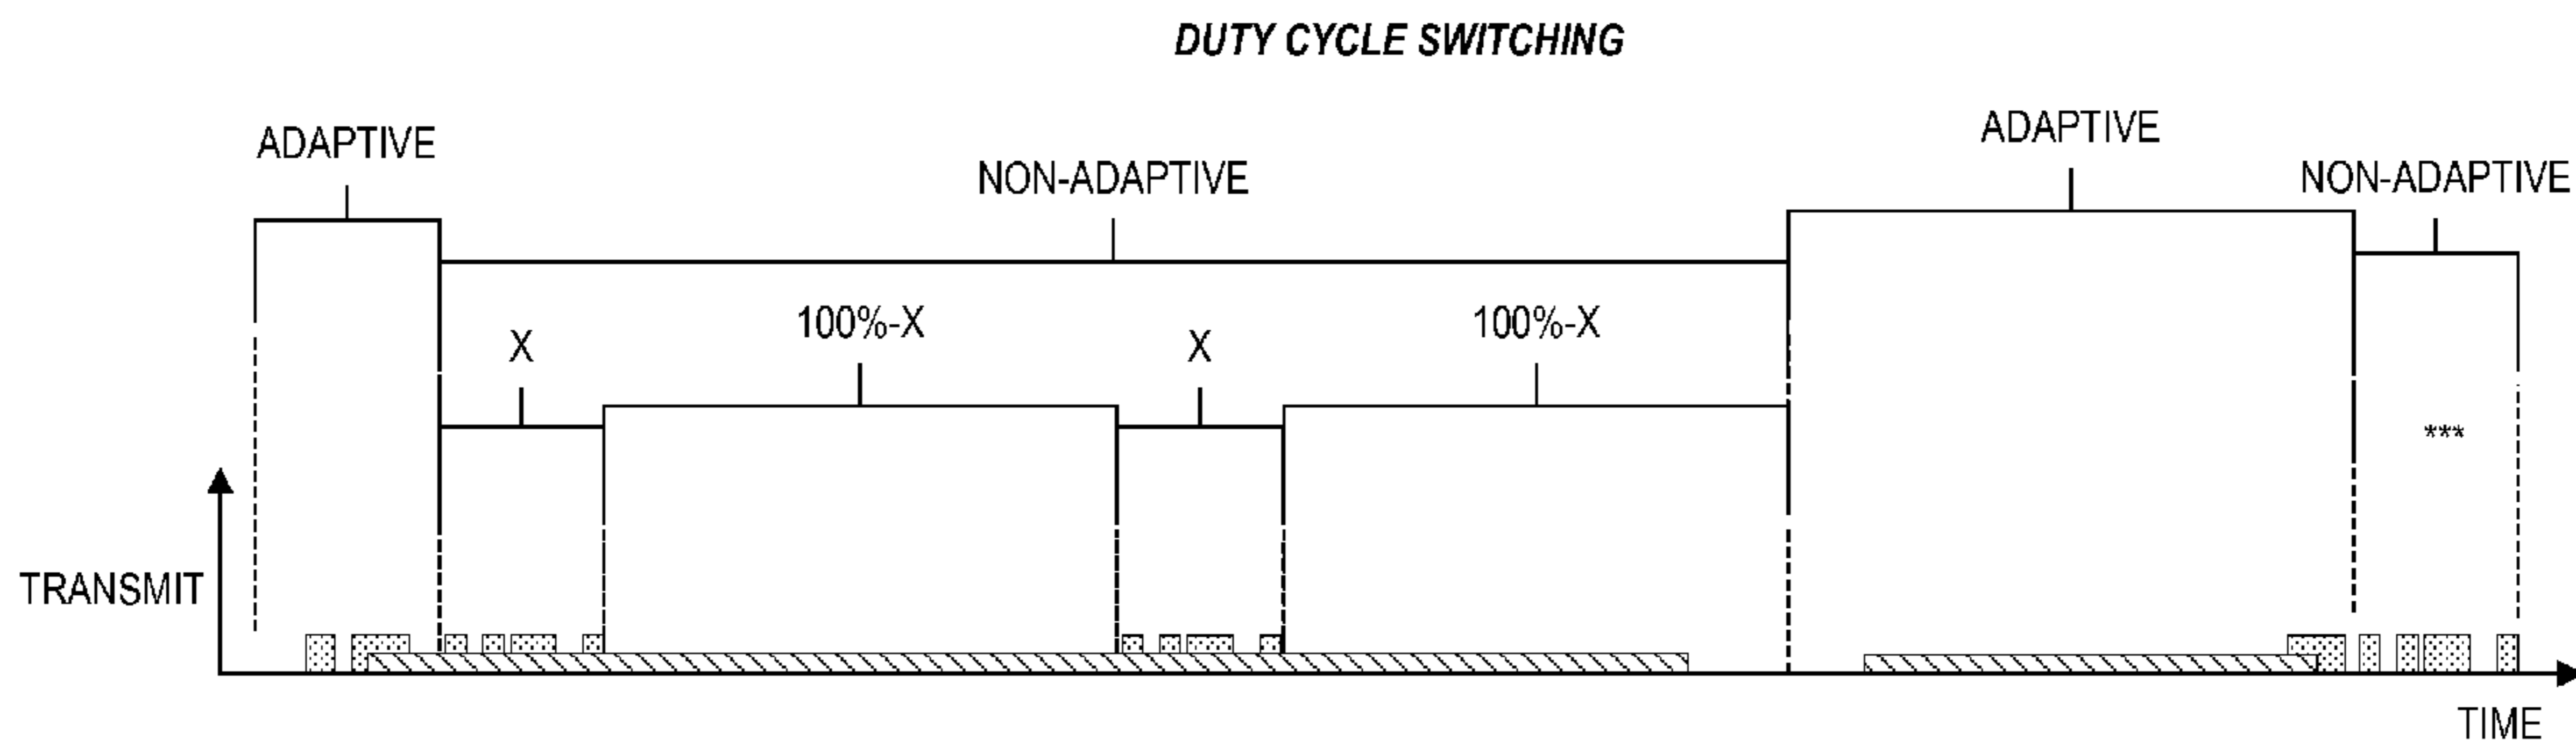 DUTY CYCLE SWITCHING
ADAPTIVE
NON-ADAPTIVE
ADAPTIVE
NON-ADAPTIVE
X
100%-X
X
100%-X
***
TRANSMIT
TIME